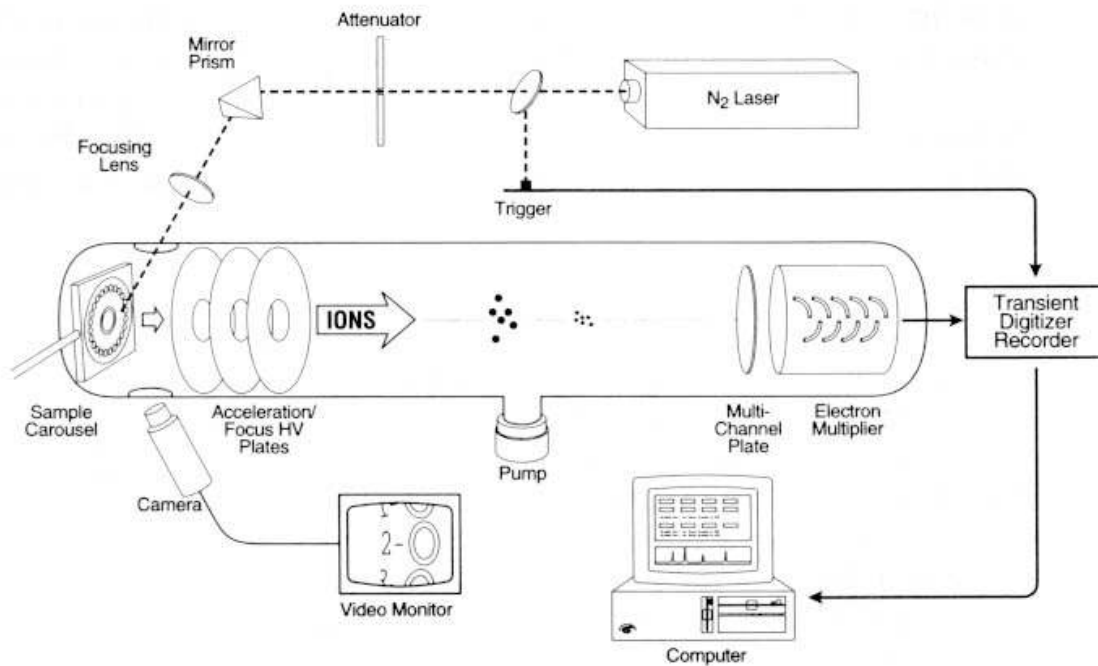 Attenuator
Mirror
Prism
N₂ Laser
Focusing
Lens
Trigger
IONS
Transient
Digitizer
Recorder
Sample
Carousel
Acceleration/
Focus HV
Plates
Multi-
Channel
Plate
Electron
Multiplier
Pump
Camera
2-
Video Monitor
Computer